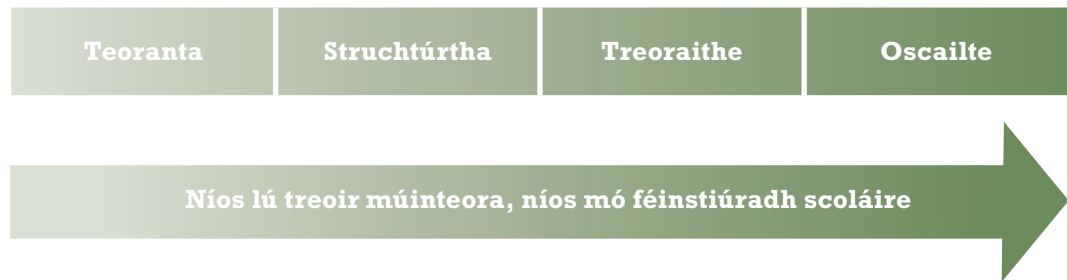 Teoranta Struchtúrtha Treoraithe Oscailte
Níos lú treoir múinteora, níos mó féinstiúradh scoláire